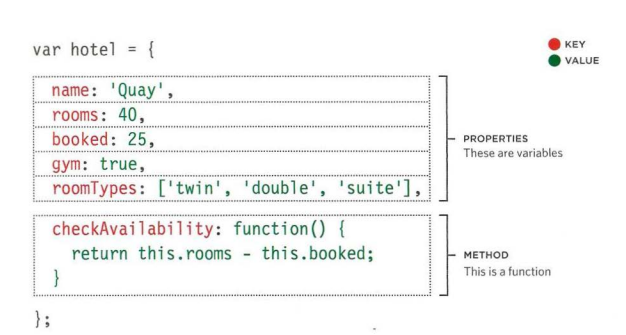 var hotel = {
KEY
VALUE
name: 'Quay',
rooms: 40,
booked: 25,
gym: true,
roomTypes: ['twin', 'double', 'suite'],
PROPERTIES
These are variables
checkAvailability: function() {
return this.rooms - this.booked;
}
METHOD
This is a function
};